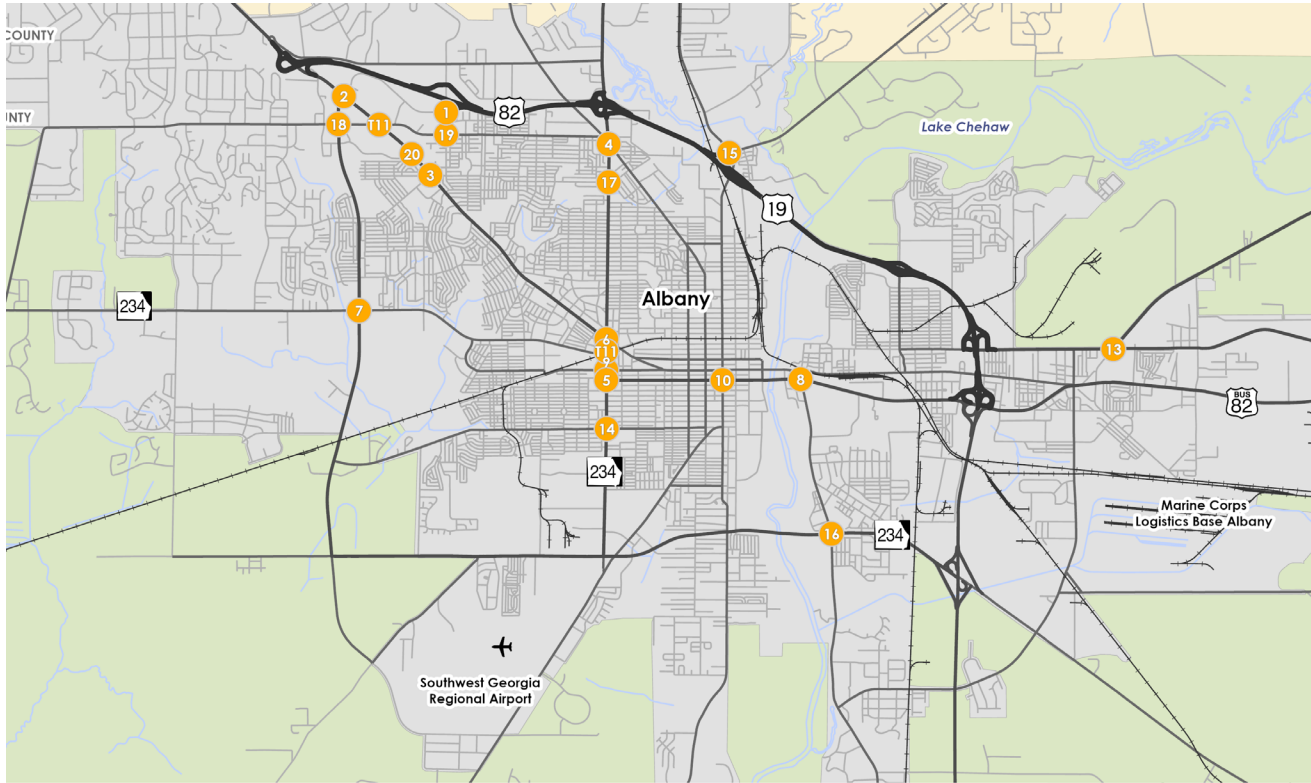 COUNTY
2
1
82
UNTY
18
T11
19
4
Lake Chehaw
20
15
3
17
19
Albany
234
7
6
T11
9
13
5
10
8
BUS
82
14
234
Marine Corps
Logistics Base Albany
16
234
Southwest Georgia
Regional Airport